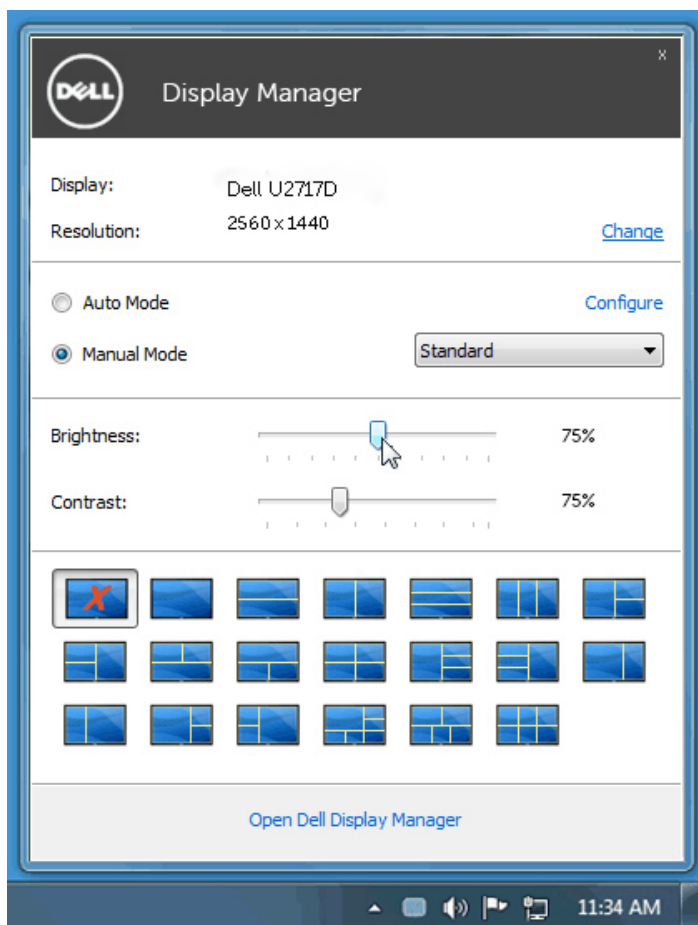 x
DELL Display Manager
Display: Dell U2717D
Resolution: 2560 x 1440 Change
Auto Mode Configure
Manual Mode Standard
Brightness: 75%
Contrast: 75%
X
Open Dell Display Manager
11:34 AM